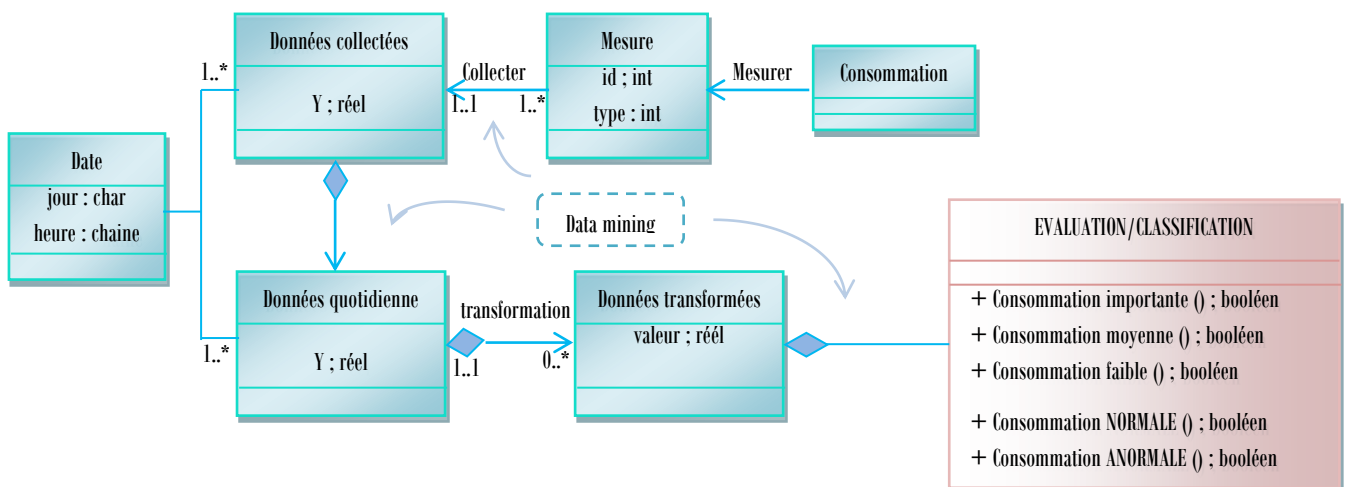 Données collectées
Y ; réel
Mesure
id ; int
type : int
Consommation
Collecter
Mesurer
1..*
1..1
1..*
Date
jour : char
heure : chaine
Data mining
Données quotidienne
Y ; réel
1..*
transformation
1..1
0..*
Données transformées
valeur ; réél
EVALUATION/CLASSIFICATION
+ Consommation importante () ; booléen
+ Consommation moyenne () ; booléen
+ Consommation faible () ; booléen
+ Consommation NORMALE () ; booléen
+ Consommation ANORMALE () ; booléen